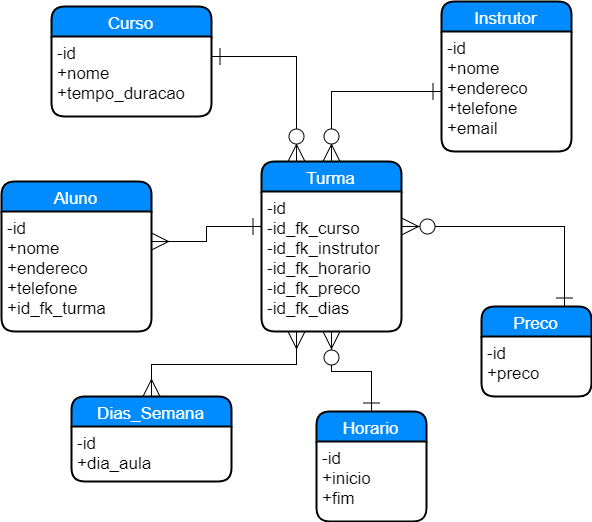 Curso
-id
+nome
+tempo_duracao
Instrutor
-id
+nome
+endereco
+telefone
+email
Aluno
-id
+nome
+endereco
+telefone
+id_fk_turma
Turma
-id
-id_fk_curso
-id_fk_instrutor
-id_fk_horario
-id_fk_preco
-id_fk_dias
Preco
-id
+preco
Dias_Semana
-id
+dia_aula
Horario
-id
+inicio
+fim